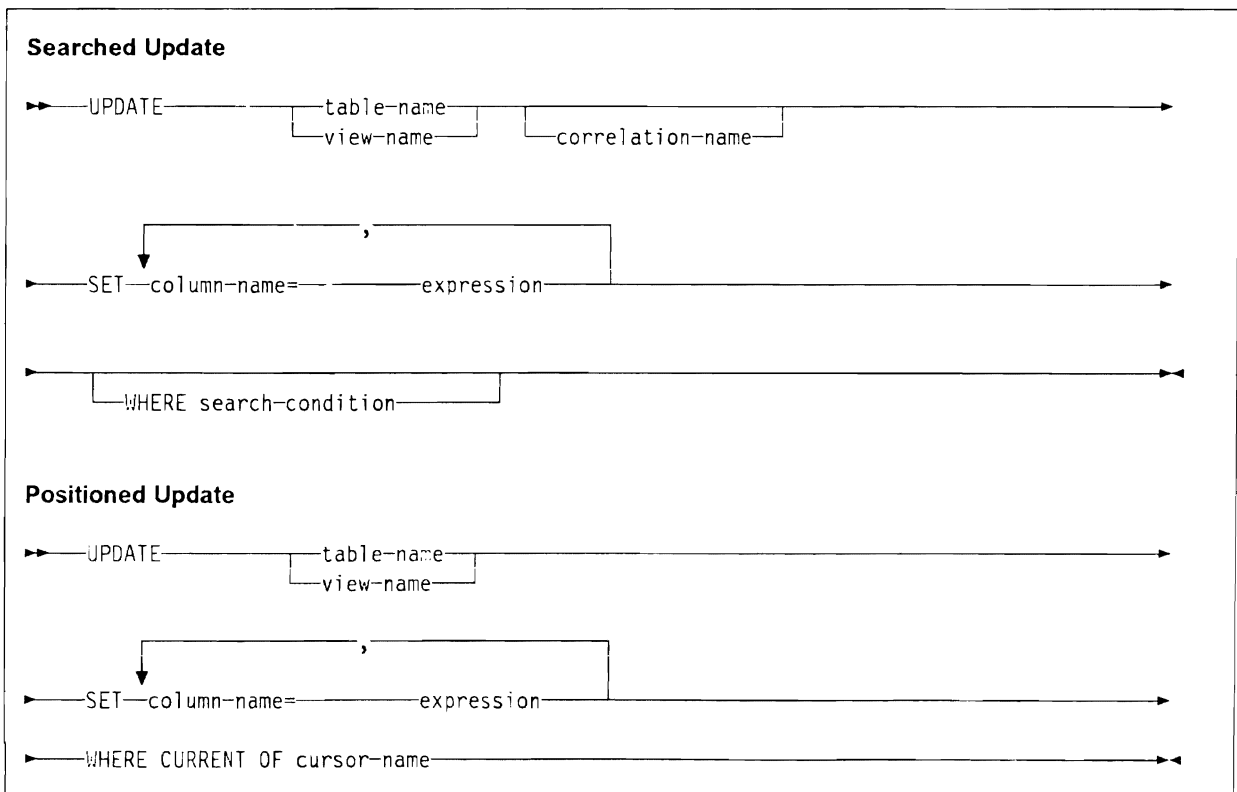 Searched Update
UPDATE table-name
view-name correlation-name
,
SET column-name= expression
WHERE search-condition
Positioned Update
UPDATE table-name
view-name
,
SET column-name= expression
WHERE CURRENT OF cursor-name